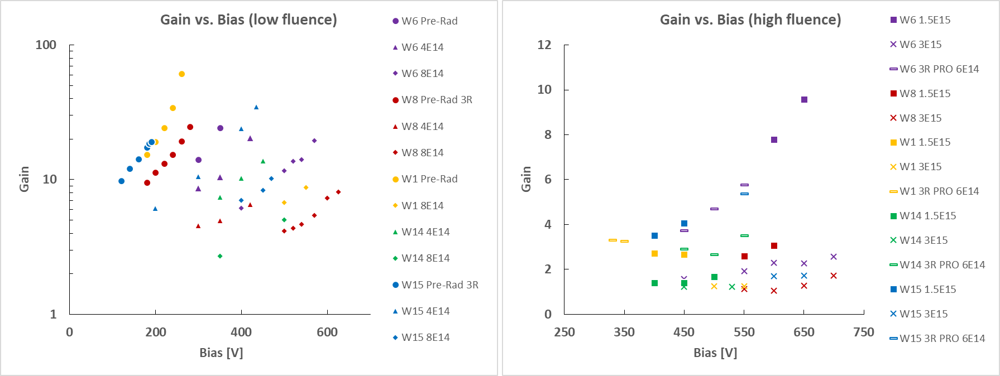 Gain vs. Bias (low fluence)
100
10
1
0
200
400
600
Gain
Bias [V]
W6 Pre-Rad
W6 4E14
W6 8E14
W8 Pre-Rad 3R
W8 4E14
W8 8E14
W1 Pre-Rad
W1 8E14
W14 4E14
W14 8E14
W15 Pre-Rad 3R
W15 4E14
W15 8E14
Gain vs. Bias (high fluence)
12
10
8
6
4
2
0
250
350
450
550
650
750
Gain
Bias [V]
W6 1.5E15
W6 3E15
W6 3R PRO 6E14
W8 1.5E15
W8 3E15
W1 1.5E15
W1 3E15
W1 3R PRO 6E14
W14 1.5E15
W14 3E15
W14 3R PRO 6E14
W15 1.5E15
W15 3E15
W15 3R PRO 6E14